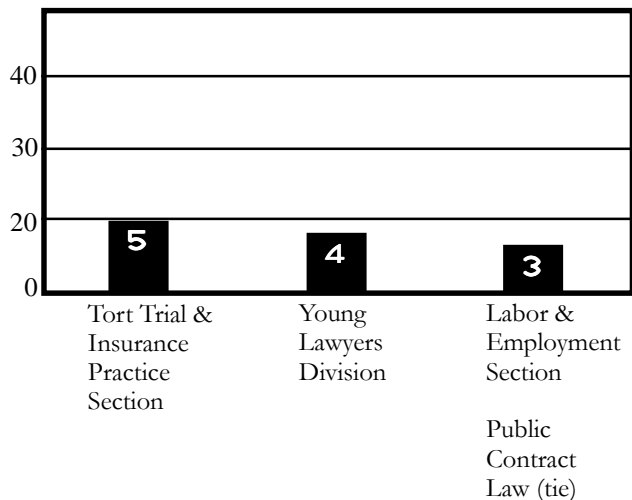 40
30
20
0
5
4
3
Tort Trial &
Insurance
Practice
Section
Young
Lawyers
Division
Labor &
Employment
Section
Public
Contract
Law (tie)